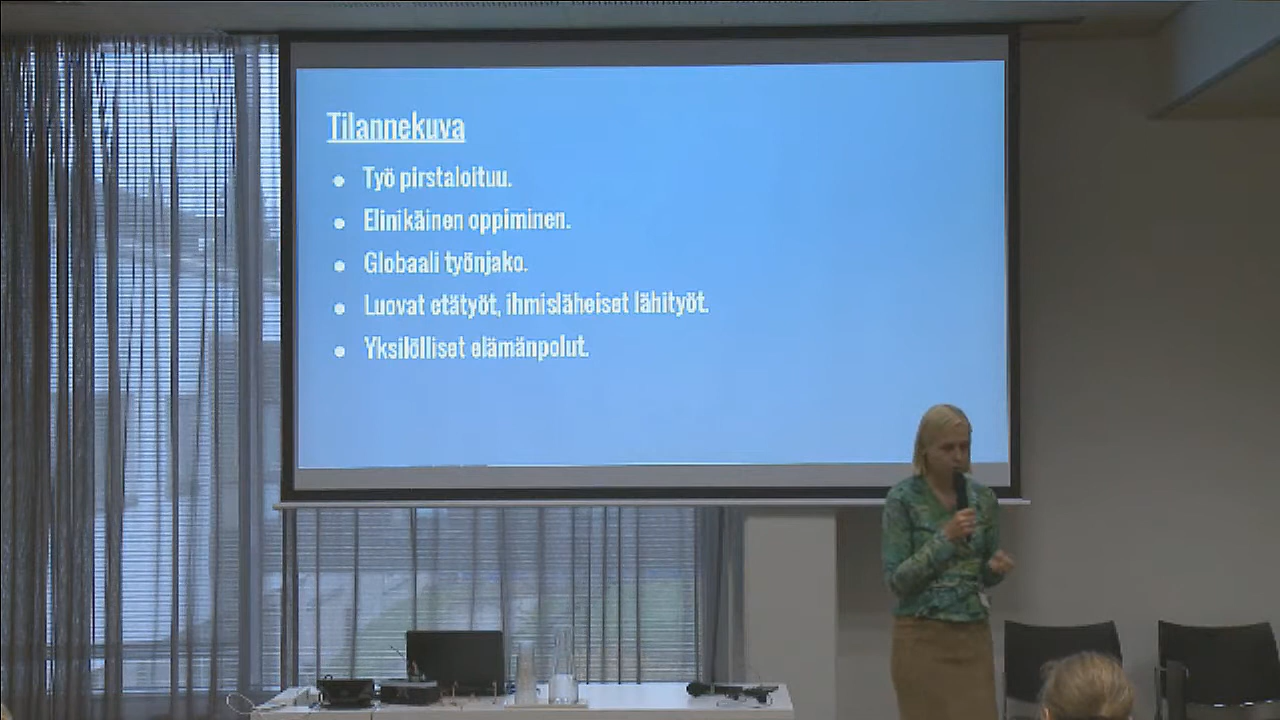 Tilannekuva
● Työ pirstaloituu.
● Elinikäinen oppiminen.
● Globaali työnjako.
● Luovat etätyöt, ihmisläheiset lähityöt.
● Yksilölliset elämänpolut.